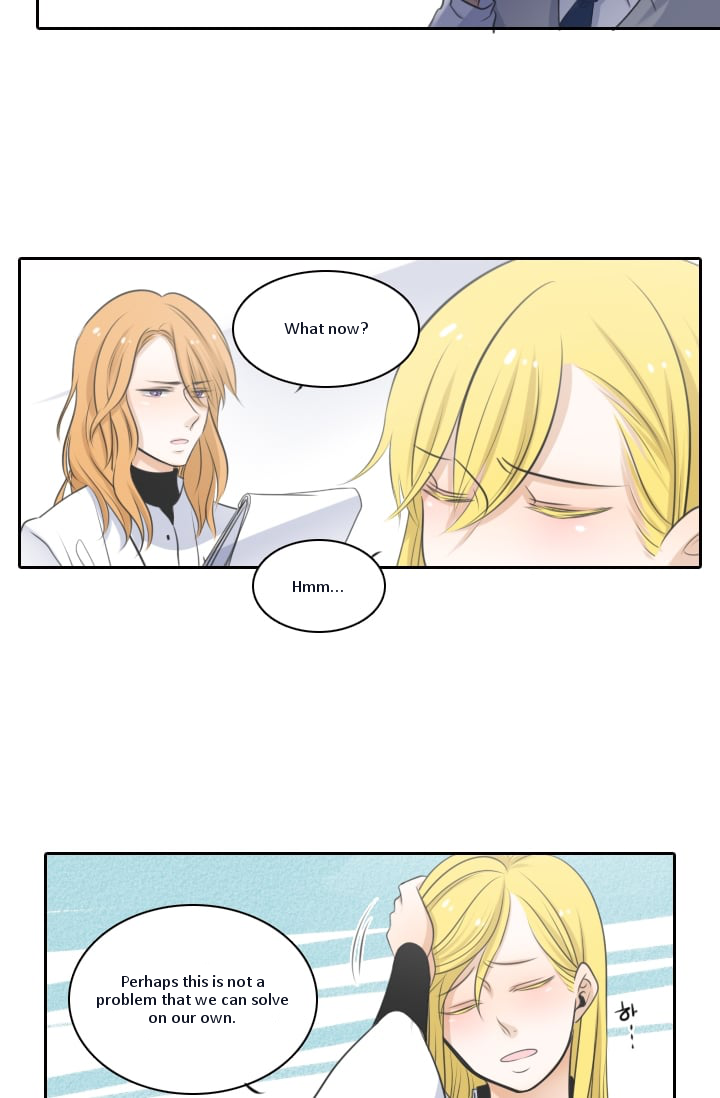 What now?
Hmm...
Perhaps this is not a
problem that we can solve
on our own.
하...